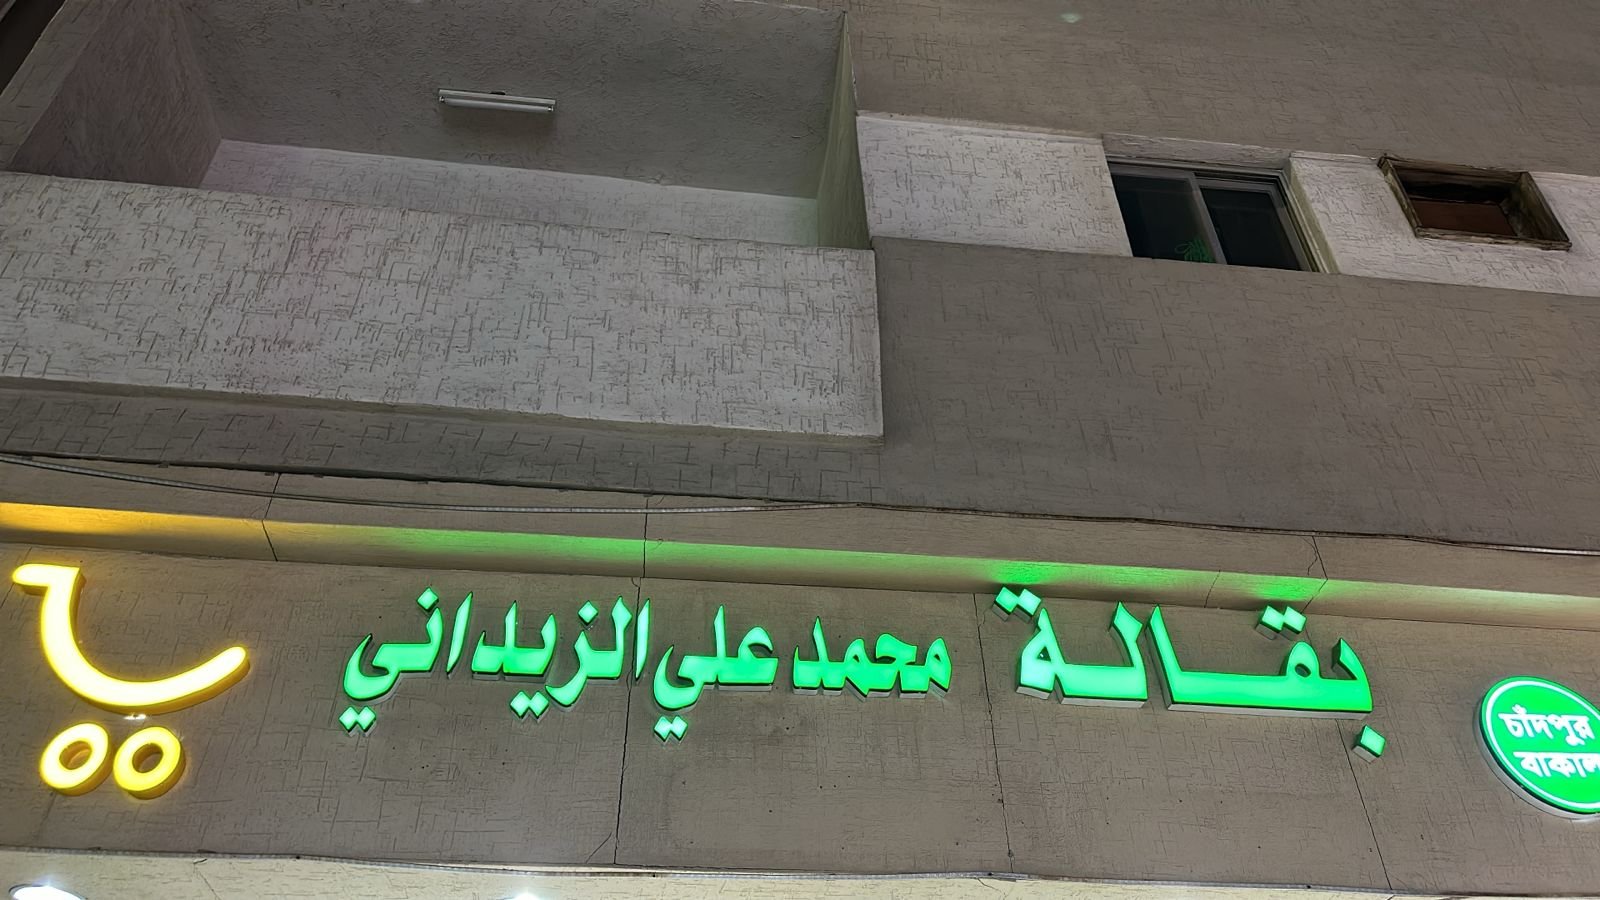 بقالة محمد علي الزيداني
চাঁদপুর
বাকাল